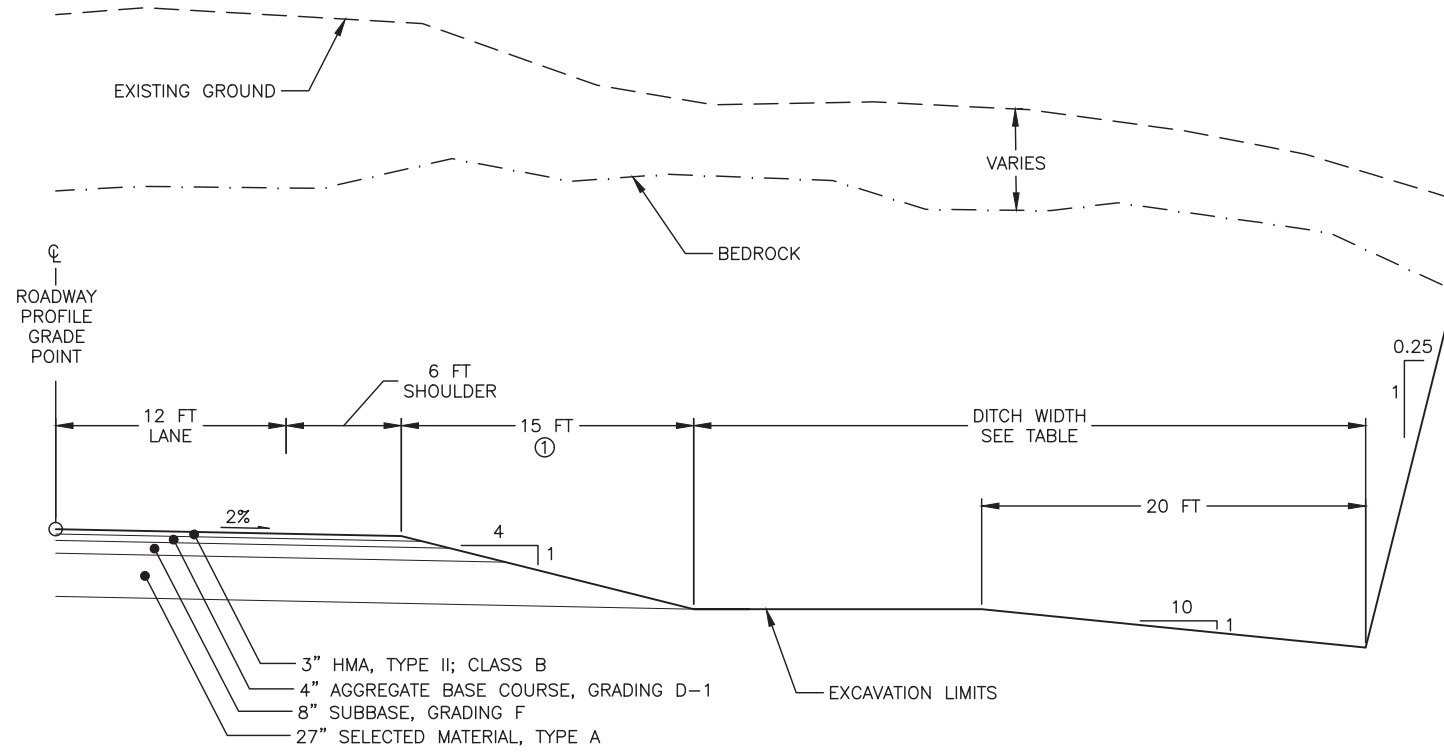 EXISTING GROUND
VARIES
BEDROCK
℄
ROADWAY
PROFILE
GRADE
POINT
0.25
1
6 FT
SHOULDER
12 FT
LANE
15 FT
1
DITCH WIDTH
SEE TABLE
20 FT
2%
4
1
10
1
3" HMA, TYPE II; CLASS B
4" AGGREGATE BASE COURSE, GRADING D-1
8" SUBBASE, GRADING F
27" SELECTED MATERIAL, TYPE A
EXCAVATION LIMITS